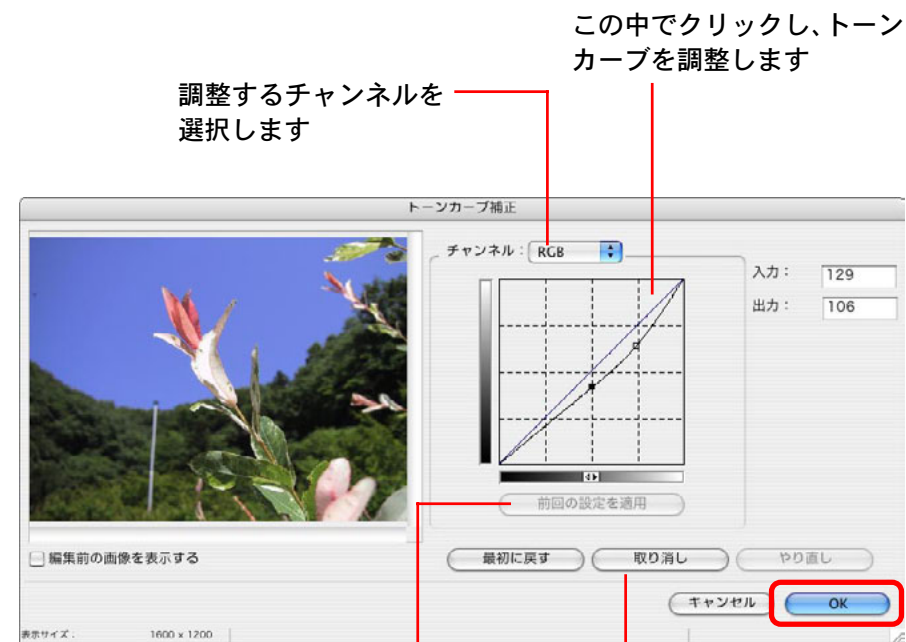 この中でクリックし、トーン
カーブを調整します
調整するチャンネルを
選択します
トーンカーブ補正
チャンネル： RGB
入力： 129
出力： 106
前回の設定を適用
編集前の画像を表示する
最初に戻す 取り消し やり直し
キャンセル OK
表示サイズ： 1600 x 1200